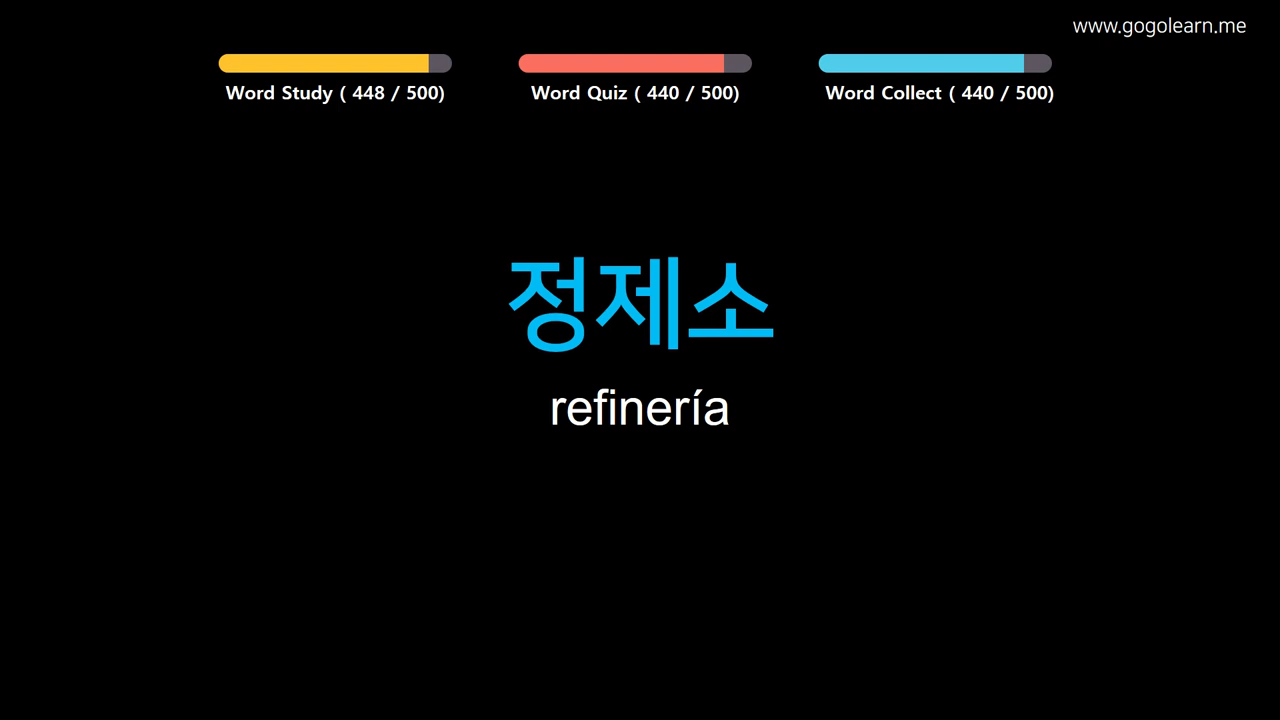 www.gogolearn.me
Word Study ( 448 / 500)
Word Quiz ( 440 / 500)
Word Collect ( 440 / 500)
정제소
refinería